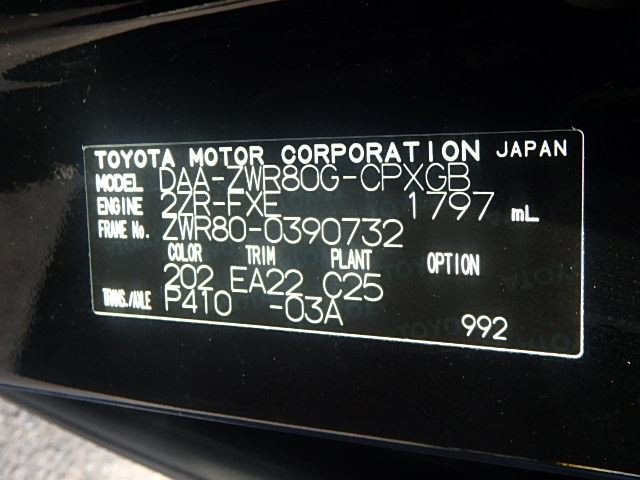 TOYOTA MOTOR CORPORATION JAPAN
MODEL DAA-ZWR80G-CPXGB
ENGINE 2ZR-FXE 1797 mL
FRAME No. ZWR80-0390732
COLOR TRIM PLANT OPTION
202 EA22 C25
TRANS./AXLE P410 -03A
992